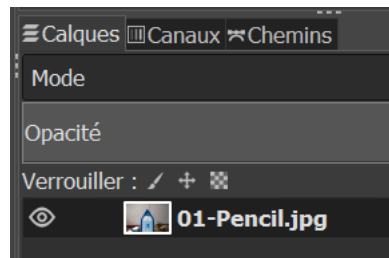 Calques Canaux Chemins
Mode
Opacité
Verrouiller :
01-Pencil.jpg